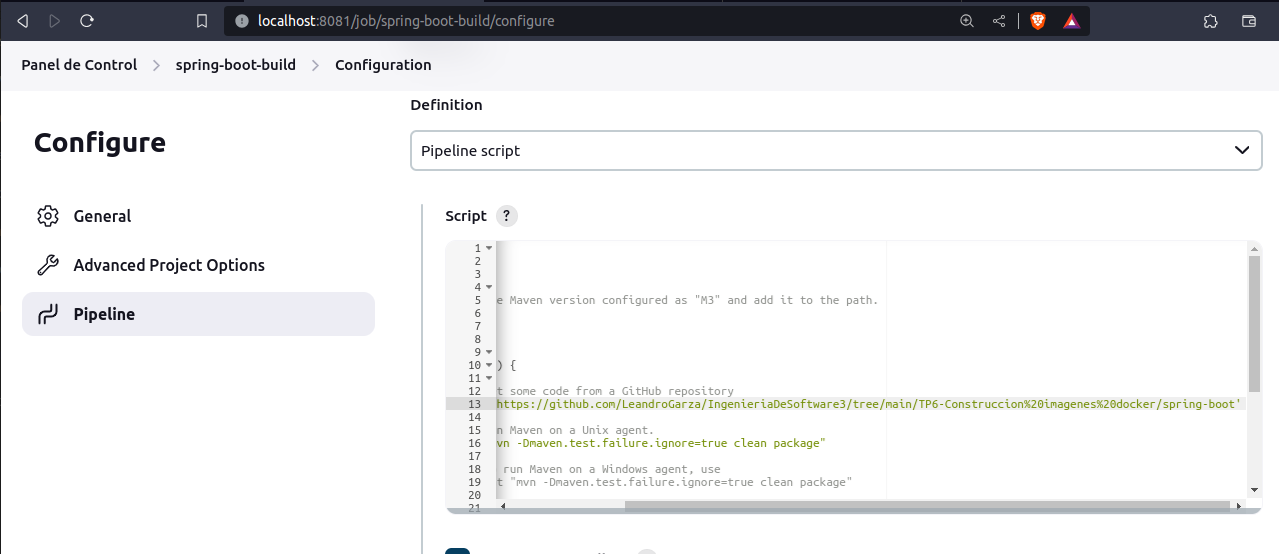 localhost:8081/job/spring-boot-build/configure
Panel de Control
spring-boot-build
Configuration
Configure
General
Advanced Project Options
Pipeline
Definition
Pipeline script
Script ?
1
2
3
4
5 e Maven version configured as "M3" and add it to the path.
6
7
8
9
10 ) {
11
12 t some code from a GitHub repository
13 https://github.com/LeandroGarza/IngenieriaDeSoftware3/tree/main/TP6-Construccion%20imagenes%20docker/spring-boot'
14
15 n Maven on a Unix agent.
16 vn -Dmaven.test.failure.ignore=true clean package"
17
18 run Maven on a Windows agent, use
19 t "mvn -Dmaven.test.failure.ignore=true clean package"
20
21